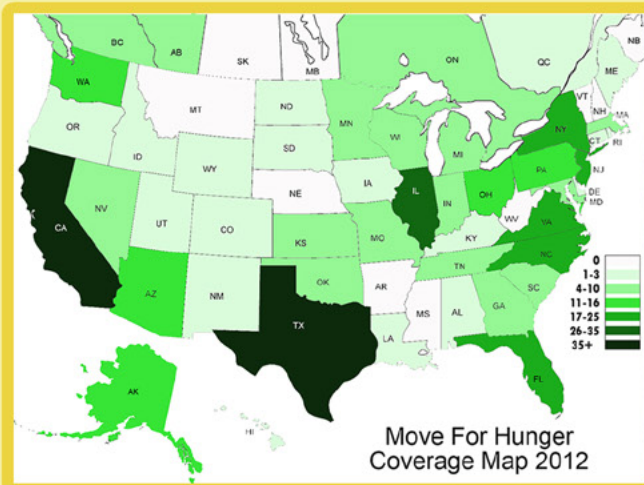 BC
AB
SK
MB
ON
QC
NB
WA
MT
ND
MN
ME
VT
NH
OR
ID
SD
WI
MI
NY
MA
CT
RI
WY
IA
PA
NJ
NV
NE
IL
IN
OH
DE
MD
CA
UT
CO
KS
MO
WV
VA
KY
AZ
NM
OK
AR
TN
NC
TX
MS
AL
GA
SC
LA
FL
AK
HI
0
1-3
4-10
11-16
17-25
26-35
35+
Move For Hunger
Coverage Map 2012